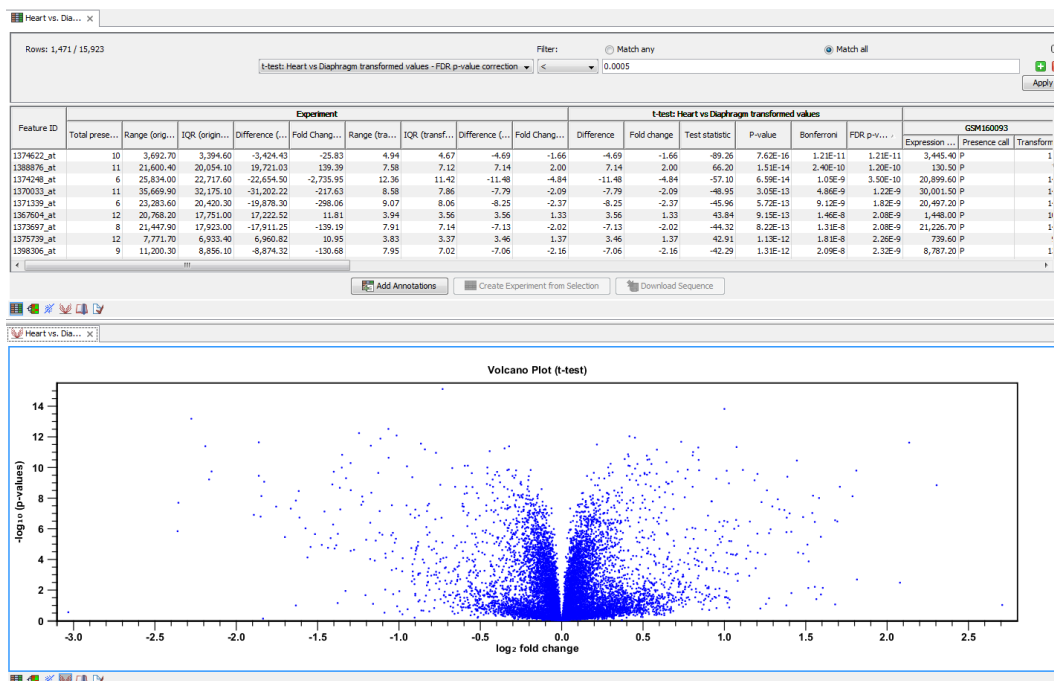 Heart vs. Dia...
Rows: 1,471 / 15,923 Filter: Match any Match all
t-test: Heart vs Diaphragm transformed values - FDR p-value correction < 0.0005
Apply
Experiment t-test: Heart vs Diaphragm transformed values
GSM160093
Feature ID Total prese... Range (orig... IQR (origin... Difference (... Fold Chang... Range (tra... IQR (transf... Difference (... Fold Chang... Difference Fold change Test statistic P-value Bonferroni FDR p-v... Expression ... Presence call Transform
1374622_at 10 3,692.70 3,394.60 -3,424.43 -25.83 4.94 4.67 -4.69 -1.66 -4.69 -1.66 -89.26 7.62E-16 1.21E-11 1.21E-11 3,445.40 P
1388876_at 11 21,600.40 20,054.10 19,721.03 139.39 7.58 7.12 7.14 2.00 7.14 2.00 66.20 1.51E-14 2.40E-10 1.20E-10 130.50 P
1374248_at 6 25,834.00 22,717.60 -22,654.50 -2,735.95 12.36 11.42 -11.48 -4.84 -11.48 -4.84 -57.10 6.59E-14 1.05E-9 3.50E-10 20,899.60 P
1370033_at 11 35,669.90 32,175.10 -31,202.22 -217.63 8.58 7.86 -7.79 -2.09 -7.79 -2.09 -48.95 3.05E-13 4.86E-9 1.22E-9 30,001.50 P
1371339_at 6 23,283.60 20,420.30 -19,878.30 -298.06 9.07 8.06 -8.25 -2.37 -8.25 -2.37 -45.96 5.72E-13 9.12E-9 1.82E-9 20,497.20 P
1367604_at 12 20,768.20 17,751.00 17,222.52 11.81 3.94 3.56 3.56 1.33 3.56 1.33 43.84 9.15E-13 1.46E-8 2.08E-9 1,448.00 P
1373697_at 8 21,447.90 17,923.00 -17,911.25 -139.19 7.91 7.14 -7.13 -2.02 -7.13 -2.02 -44.32 8.22E-13 1.31E-8 2.08E-9 21,226.70 P
1375739_at 12 7,771.70 6,933.40 6,960.82 10.95 3.83 3.37 3.46 1.37 3.46 1.37 42.91 1.13E-12 1.81E-8 2.26E-9 739.60 P
1398306_at 9 11,200.30 8,856.10 -8,874.32 -130.68 7.95 7.02 -7.06 -2.16 -7.06 -2.16 -42.29 1.31E-12 2.09E-8 2.32E-9 8,787.20 P
Add Annotations Create Experiment from Selection Download Sequence
Heart vs. Dia...
Volcano Plot (t-test)
-log₁₀ (p-values)
14
12
10
8
6
4
2
0
-3.0 -2.5 -2.0 -1.5 -1.0 -0.5 0.0 0.5 1.0 1.5 2.0 2.5
log₂ fold change